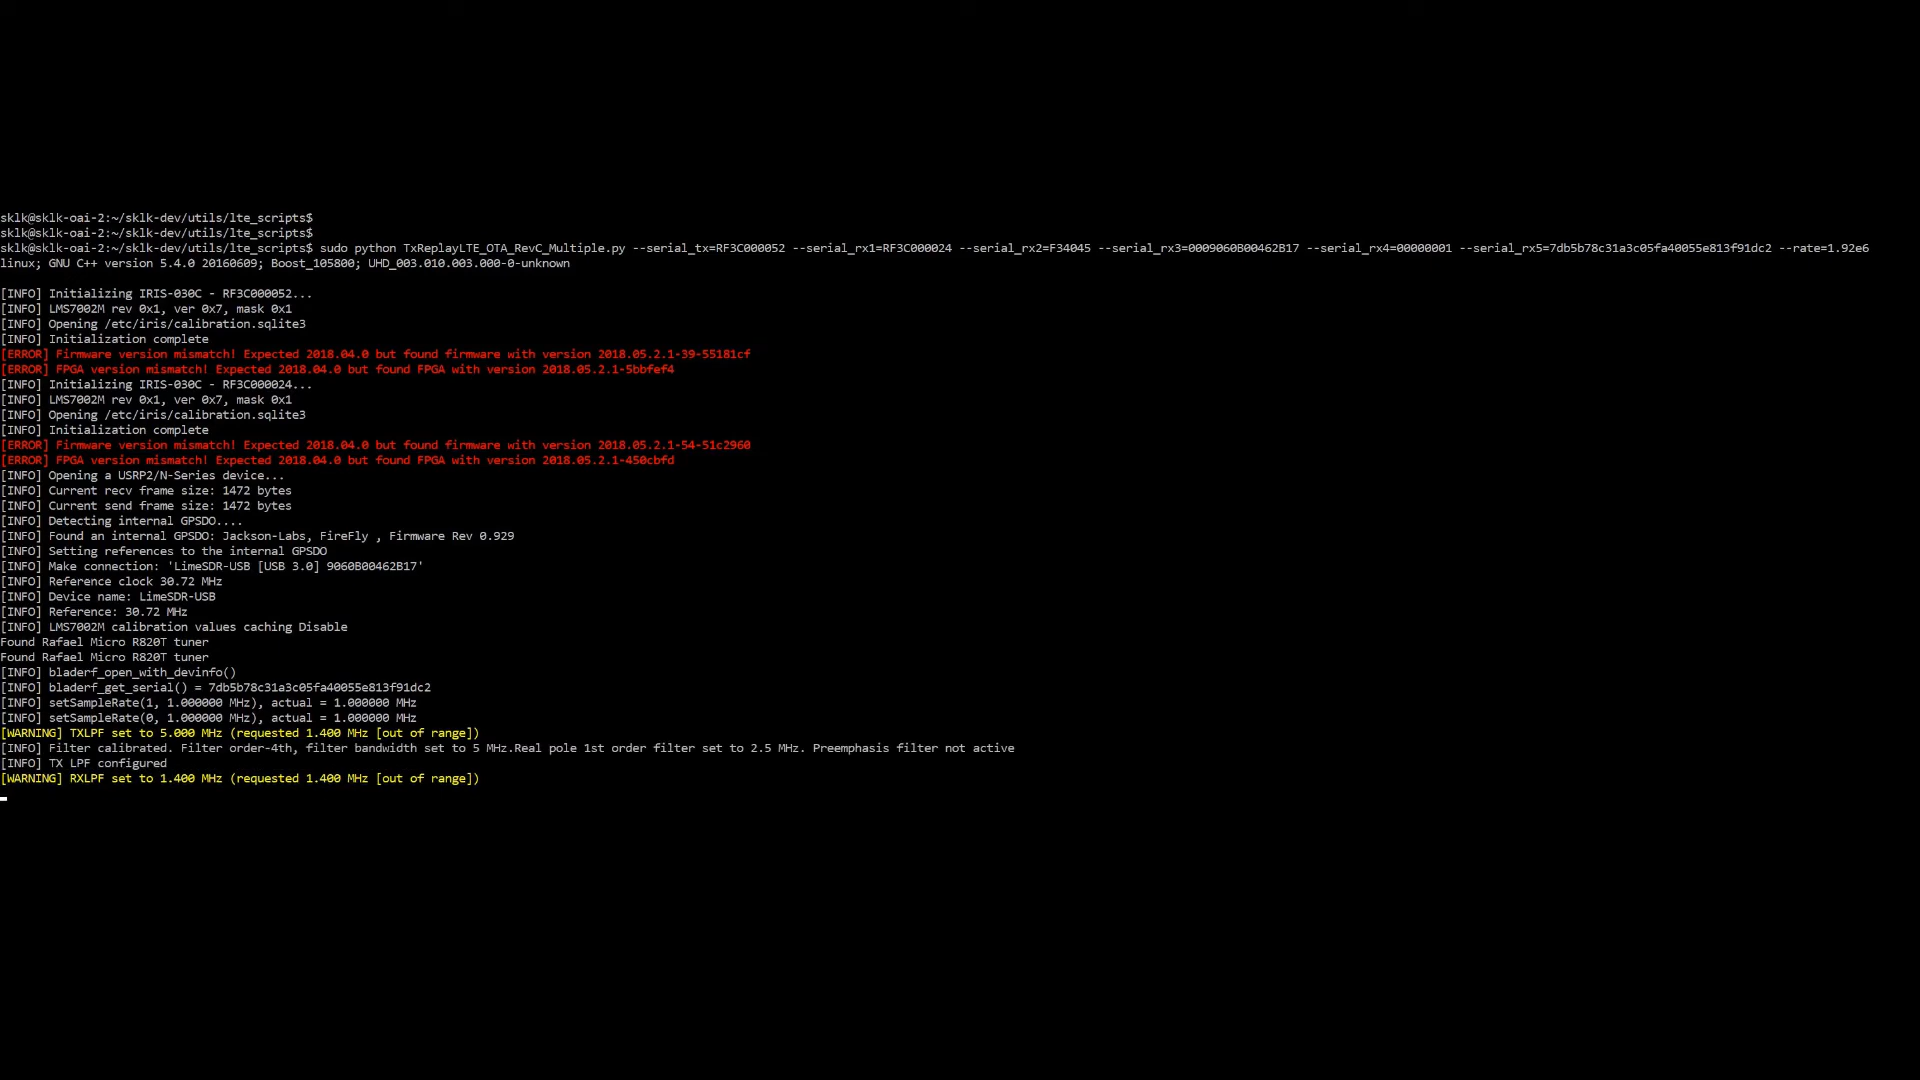 sklk@sklk-oai-2:~/sklk-dev/utils/lte_scripts$
sklk@sklk-oai-2:~/sklk-dev/utils/lte_scripts$
sklk@sklk-oai-2:~/sklk-dev/utils/lte_scripts$ sudo python TxReplayLTE_OTA_RevC_Multiple.py --serial_tx=RF3C000052 --serial_rx1=RF3C000024 --serial_rx2=F34045 --serial_rx3=0009060B00462B17 --serial_rx4=00000001 --serial_rx5=7db5b78c31a3c05fa40055e813f91dc2 --rate=1.92e6
linux; GNU C++ version 5.4.0 20160609; Boost_105800; UHD_003.010.003.000-0-unknown
[INFO] Initializing IRIS-030C - RF3C000052...
[INFO] LMS7002M rev 0x1, ver 0x7, mask 0x1
[INFO] Opening /etc/iris/calibration.sqlite3
[INFO] Initialization complete
[ERROR] Firmware version mismatch! Expected 2018.04.0 but found firmware with version 2018.05.2.1-39-55181cf
[ERROR] FPGA version mismatch! Expected 2018.04.0 but found FPGA with version 2018.05.2.1-5bbfef4
[INFO] Initializing IRIS-030C - RF3C000024...
[INFO] LMS7002M rev 0x1, ver 0x7, mask 0x1
[INFO] Opening /etc/iris/calibration.sqlite3
[INFO] Initialization complete
[ERROR] Firmware version mismatch! Expected 2018.04.0 but found firmware with version 2018.05.2.1-54-51c2960
[ERROR] FPGA version mismatch! Expected 2018.04.0 but found FPGA with version 2018.05.2.1-450cbfd
[INFO] Opening a USRP2/N-Series device...
[INFO] Current recv frame size: 1472 bytes
[INFO] Current send frame size: 1472 bytes
[INFO] Detecting internal GPSDO....
[INFO] Found an internal GPSDO: Jackson-Labs, FireFly , Firmware Rev 0.929
[INFO] Setting references to the internal GPSDO
[INFO] Make connection: 'LimeSDR-USB [USB 3.0] 9060B00462B17'
[INFO] Reference clock 30.72 MHz
[INFO] Device name: LimeSDR-USB
[INFO] Reference: 30.72 MHz
[INFO] LMS7002M calibration values caching Disable
Found Rafael Micro R820T tuner
Found Rafael Micro R820T tuner
[INFO] bladerf_open_with_devinfo()
[INFO] bladerf_get_serial() = 7db5b78c31a3c05fa40055e813f91dc2
[INFO] setSampleRate(1, 1.000000 MHz), actual = 1.000000 MHz
[INFO] setSampleRate(0, 1.000000 MHz), actual = 1.000000 MHz
[WARNING] TXLPF set to 5.000 MHz (requested 1.400 MHz [out of range])
[INFO] Filter calibrated. Filter order-4th, filter bandwidth set to 5 MHz.Real pole 1st order filter set to 2.5 MHz. Preemphasis filter not active
[INFO] TX LPF configured
[WARNING] RXLPF set to 1.400 MHz (requested 1.400 MHz [out of range])